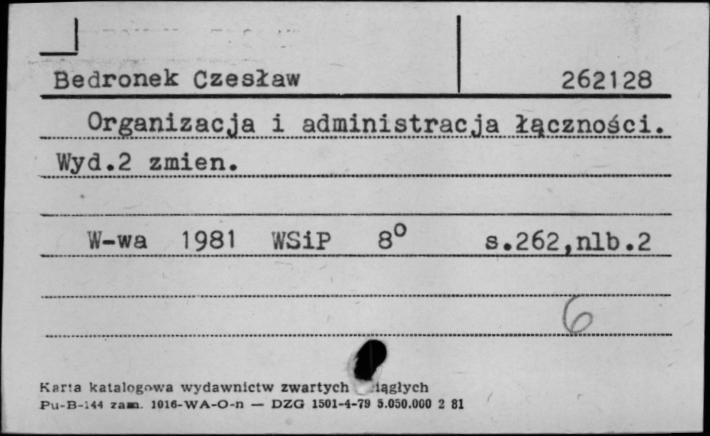 Bedronek Czesław 262128
Organizacja i administracja łączności.
Wyd.2 zmien.
W-wa 1981 WSiP 8° s.262,nlb.2
6
Karta katalogowa wydawnictw zwartych iągłych
Pu-B-144 zam. 1016-WA-O-n — DZG 1501-4-79 5.050.000 2 81